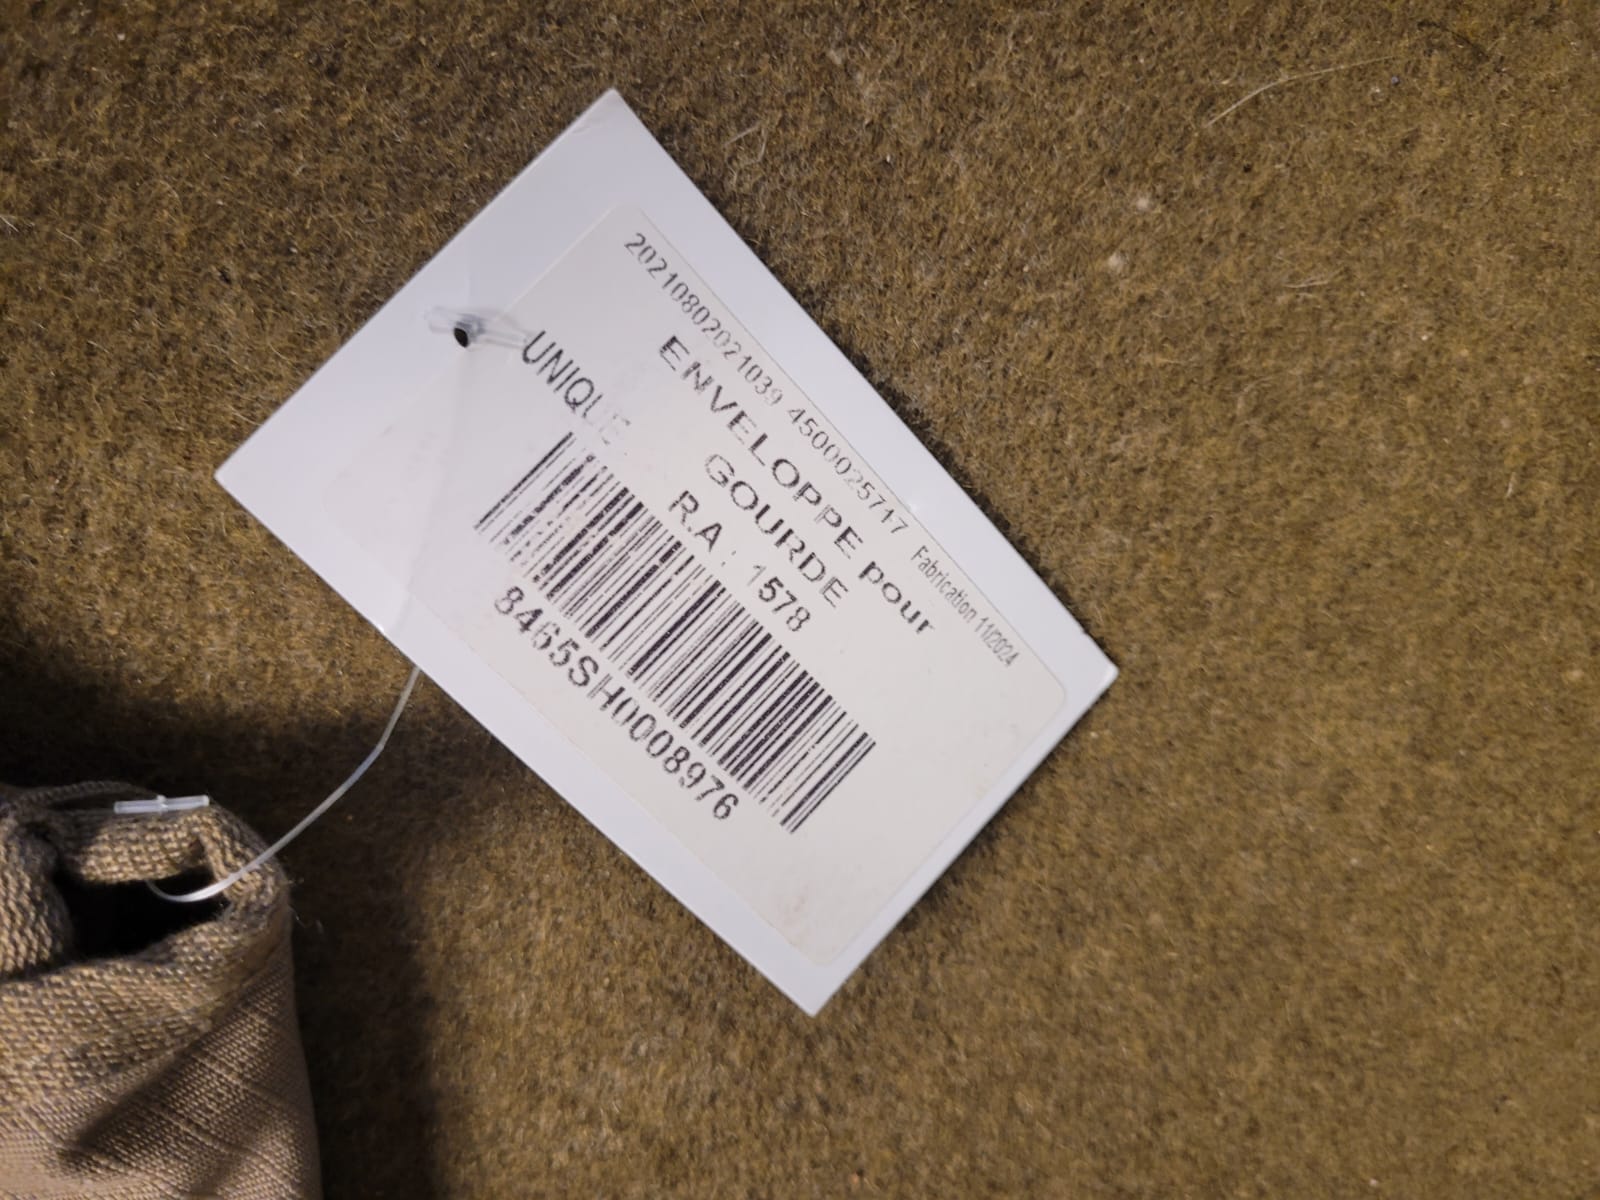 20210802021039 4500025717 Fabrication 11/2024
ENVELOPPE pour
GOURDE
UNIQUE R.A : 1578
8465SH0008976